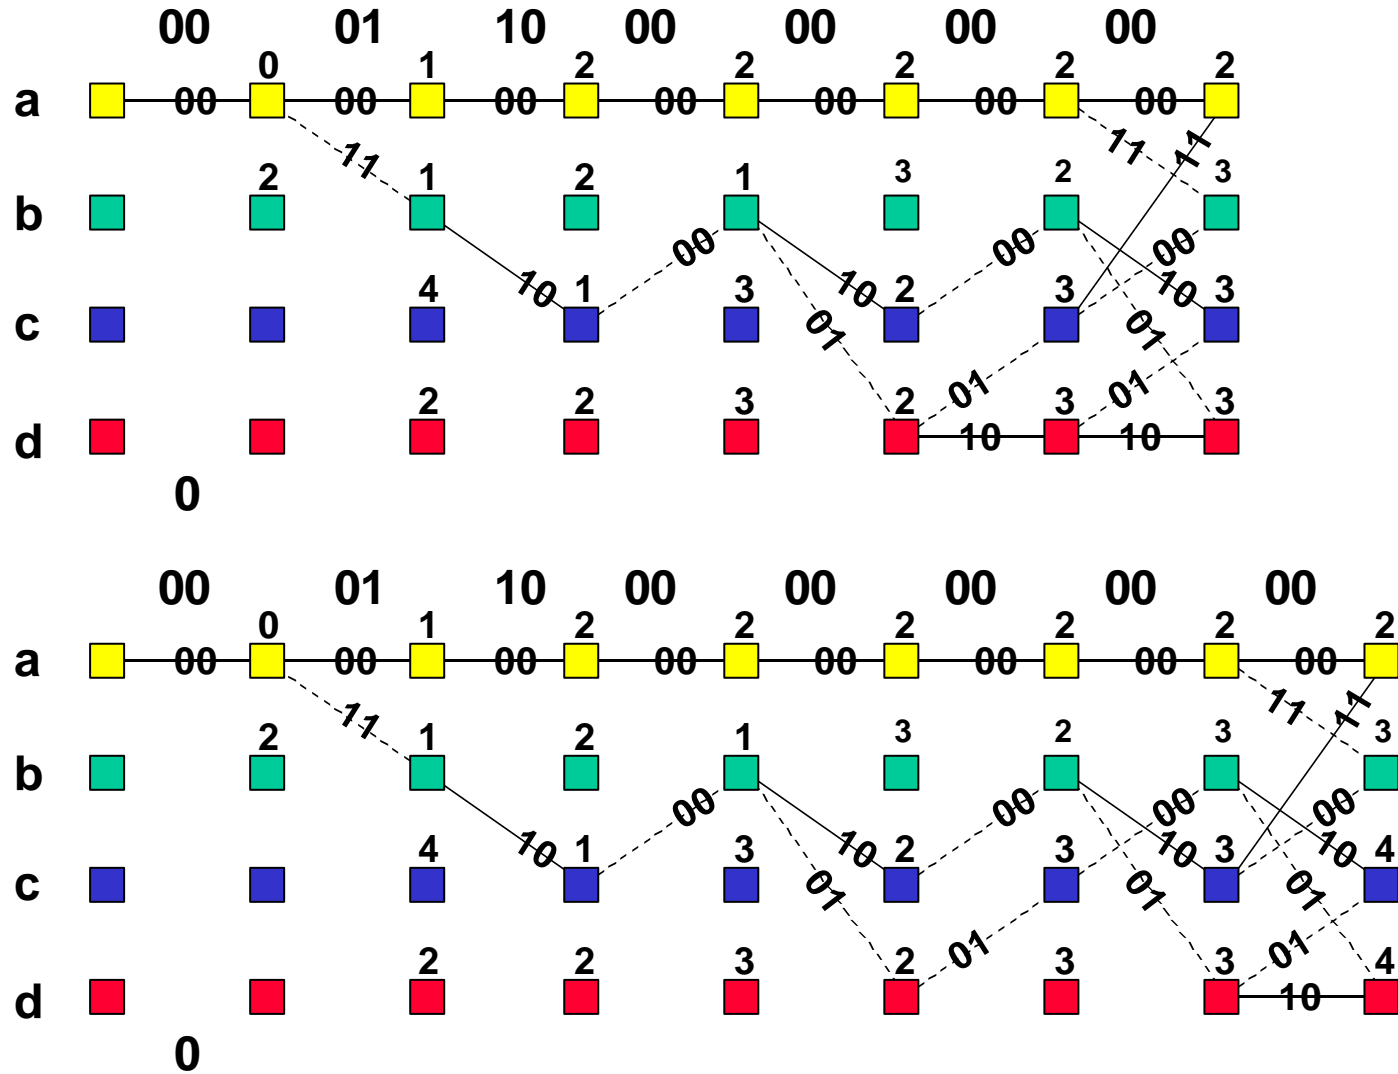 00 01 10 00 00 00 00
0 1 2 2 2 2 2
a 00 00 00 00 00 00 00
11 11 11
2 1 2 1 3 2 3
b
00 00 00
10 10 10
4 1 3 2 3 3
c
01 01
01 01
2 2 3 2 3 3
d 10 10
0
00 01 10 00 00 00 00 00
0 1 2 2 2 2 2 2
a 00 00 00 00 00 00 00 00
11 11 11
2 1 2 1 3 2 3 3
b
00 00 00 00
10 10 10 10
4 1 3 2 3 3 4
c
01 01 01
01 01
2 2 3 2 3 3 4
d 10
0